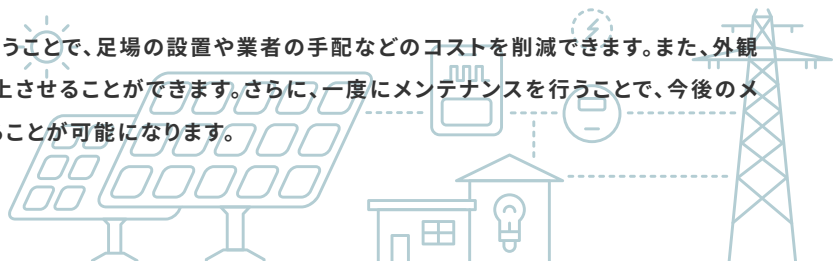 うことで、足場の設置や業者の手配などのコストを削減できます。また、外観
上させることができます。さらに、一度にメンテナンスを行うことで、今後のメ
ことが可能になります。